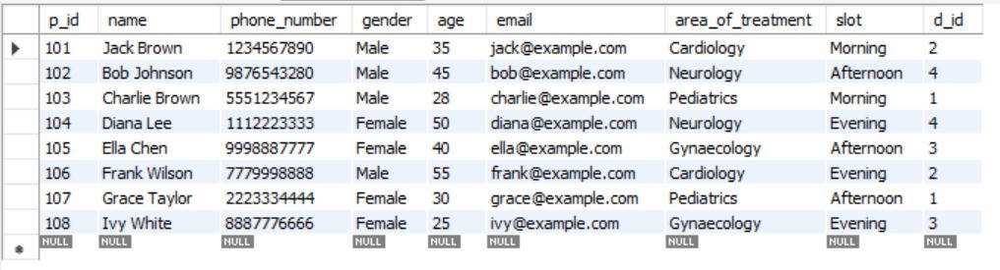 p_id name phone_number gender age email area_of_treatment slot d_id
101 Jack Brown 1234567890 Male 35 jack@example.com Cardiology Morning 2
102 Bob Johnson 9876543280 Male 45 bob@example.com Neurology Afternoon 4
103 Charlie Brown 5551234567 Male 28 charlie@example.com Pediatrics Morning 1
104 Diana Lee 1112223333 Female 50 diana@example.com Neurology Evening 4
105 Ella Chen 9998887777 Female 40 ella@example.com Gynaecology Afternoon 3
106 Frank Wilson 7779998888 Male 55 frank@example.com Cardiology Evening 2
107 Grace Taylor 2223334444 Female 30 grace@example.com Pediatrics Afternoon 1
108 Ivy White 8887776666 Female 25 ivy@example.com Gynaecology Evening 3
NULL NULL NULL NULL NULL NULL NULL NULL NULL